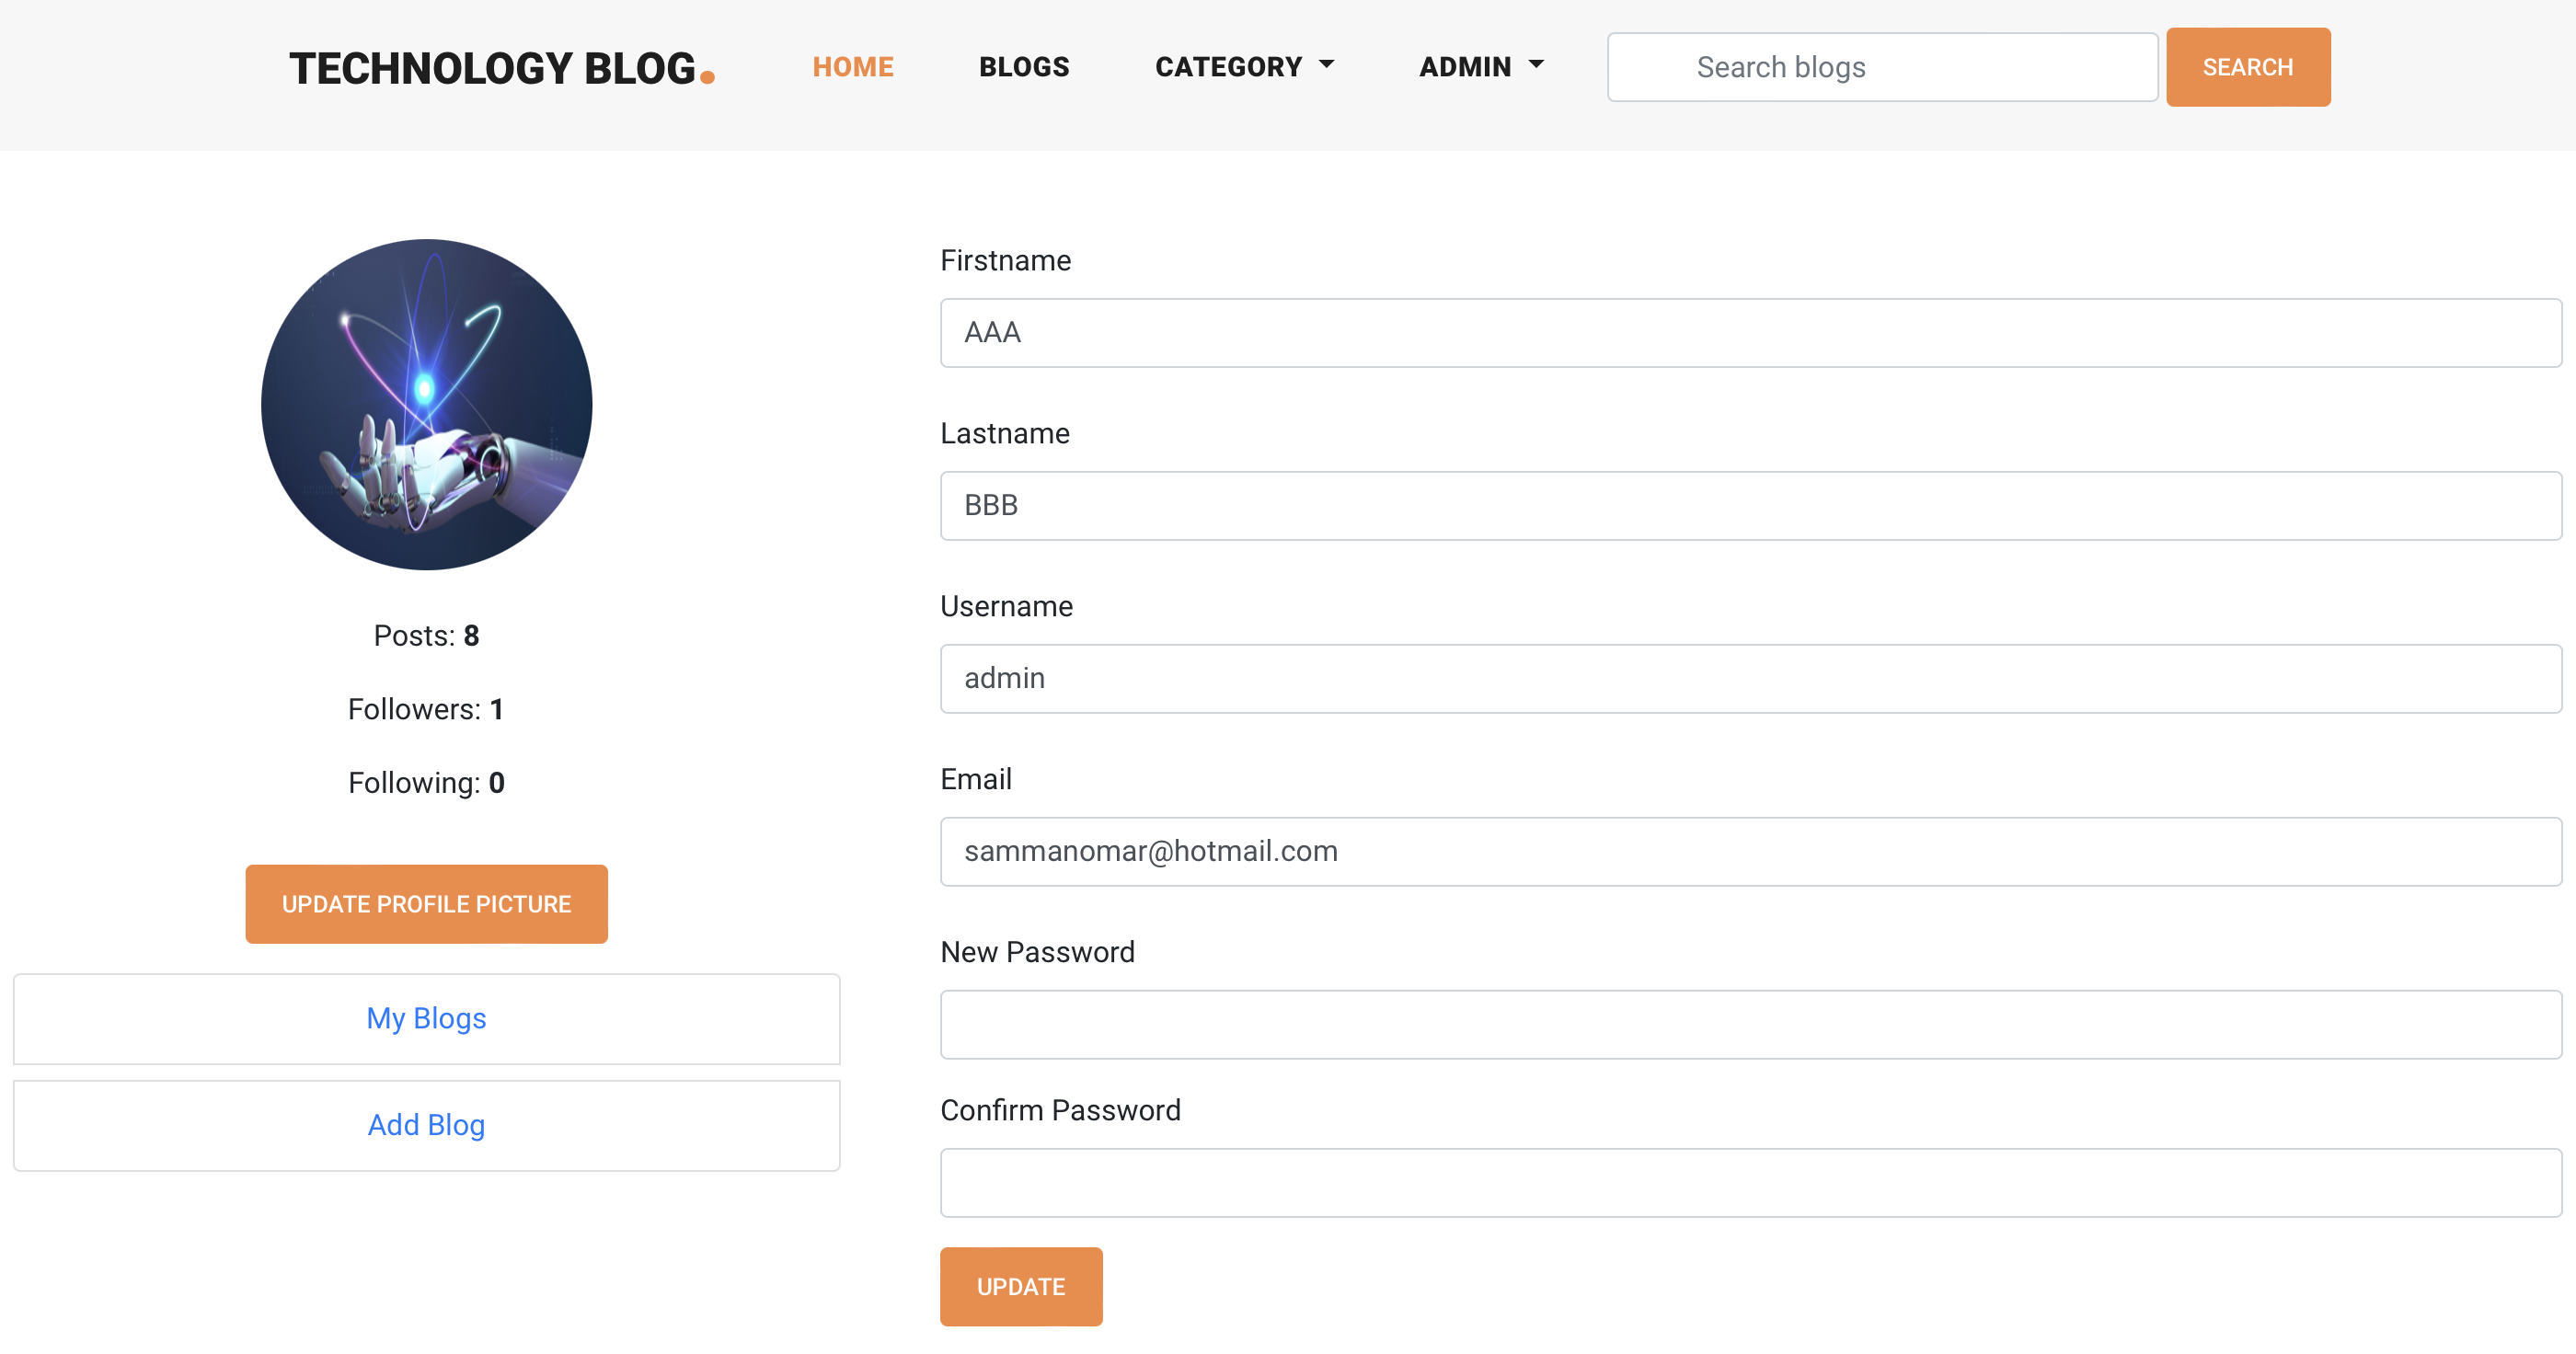 TECHNOLOGY BLOG. HOME BLOGS CATEGORY ADMIN Search blogs SEARCH
Posts: 8
Followers: 1
Following: 0
UPDATE PROFILE PICTURE
My Blogs
Add Blog
Firstname
AAA
Lastname
BBB
Username
admin
Email
sammanomar@hotmail.com
New Password
Confirm Password
UPDATE